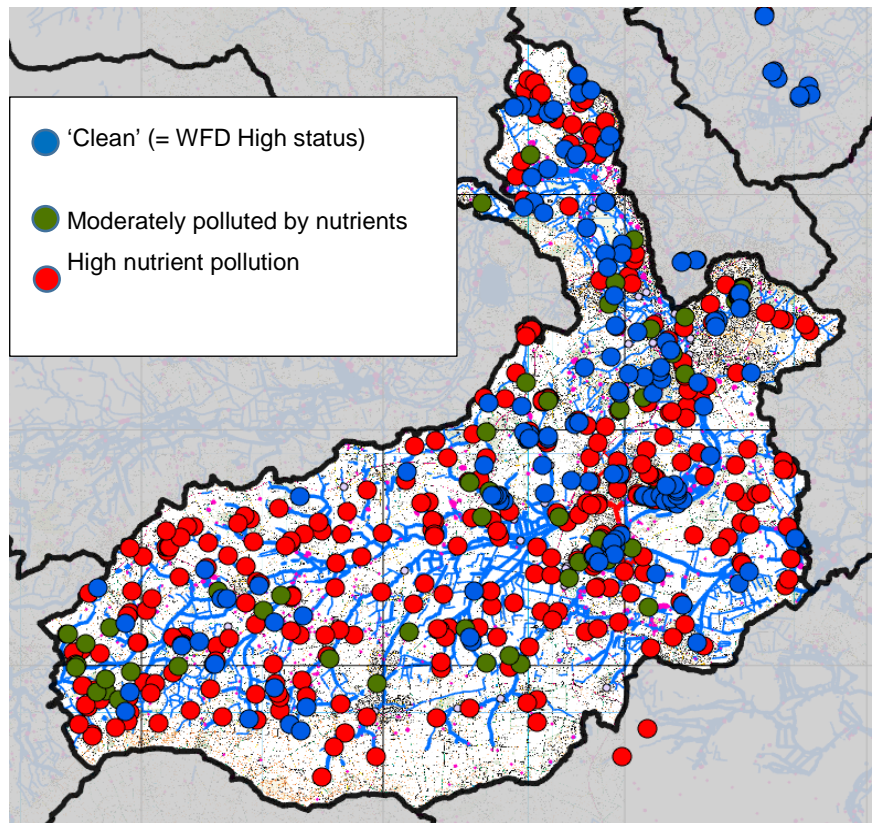 ‘Clean’ (= WFD High status)
Moderately polluted by nutrients
High nutrient pollution